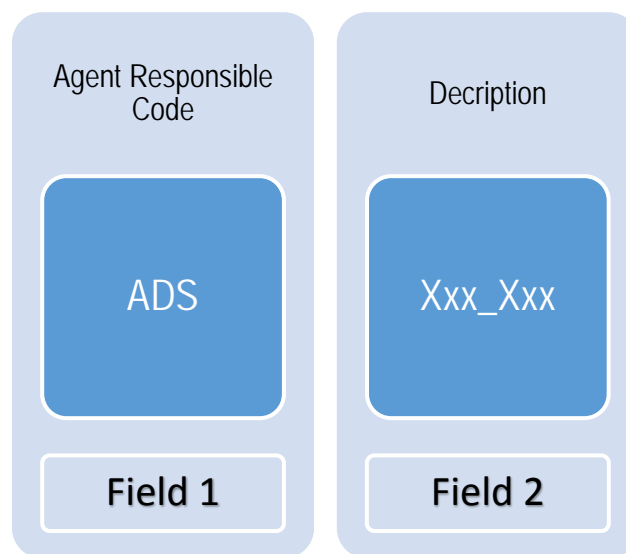 Agent Responsible
Code
ADS
Field 1
Decription
Xxx_Xxx
Field 2